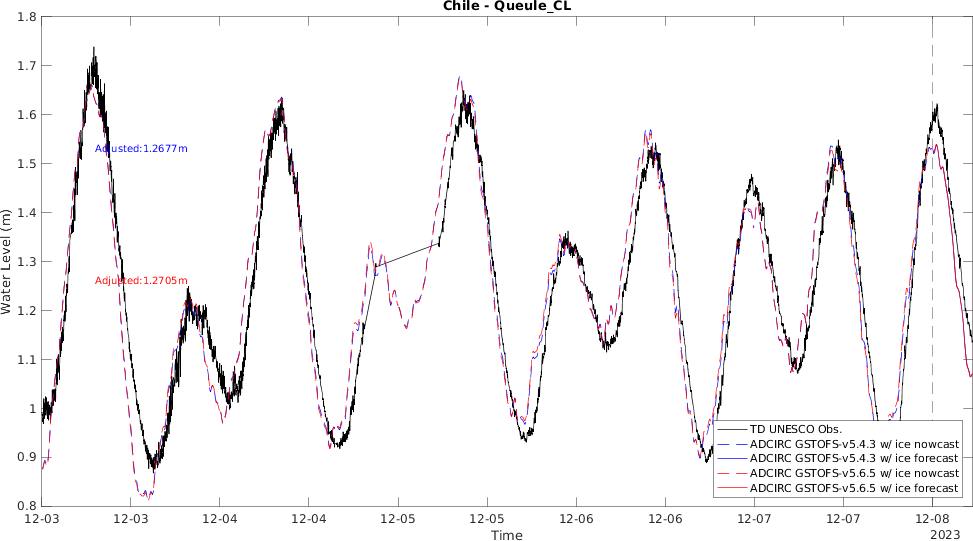 Chile - Queule_CL
1.8
1.7
1.6
1.5
1.4
1.3
1.2
1.1
1
0.9
0.8
Water Level (m)
Adjusted:1.2677m
Adjusted:1.2705m
TD UNESCO Obs.
ADCIRC GSTOFS-v5.4.3 w/ ice nowcast
ADCIRC GSTOFS-v5.4.3 w/ ice forecast
ADCIRC GSTOFS-v5.6.5 w/ ice nowcast
ADCIRC GSTOFS-v5.6.5 w/ ice forecast
12-03 12-03 12-04 12-04 12-05 12-05 12-06 12-06 12-07 12-07 12-08
Time
2023